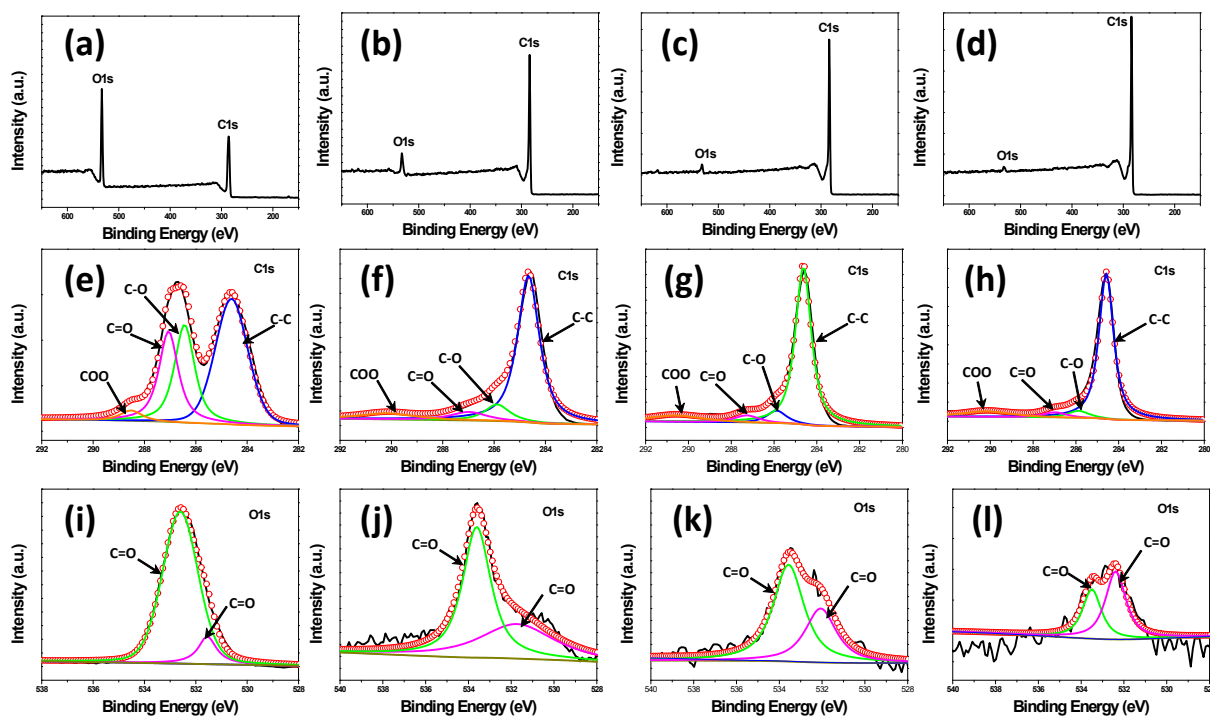 (a)
O1s
C1s
Intensity (a.u.)
600 500 400 300 200
Binding Energy (eV)
(b)
C1s
O1s
Intensity (a.u.)
600 500 400 300 200
Binding Energy (eV)
(c)
C1s
O1s
Intensity (a.u.)
600 500 400 300 200
Binding Energy (eV)
(d)
C1s
O1s
Intensity (a.u.)
600 500 400 300 200
Binding Energy (eV)
(e)
C1s
C-O
C=O
COO
C-C
Intensity (a.u.)
292 290 288 286 284 282
Binding Energy (eV)
(f)
C1s
C-C
C-O
C=O
COO
Intensity (a.u.)
292 290 288 286 284 282
Binding Energy (eV)
(g)
C1s
C-C
C-O
C=O
COO
Intensity (a.u.)
292 290 288 286 284 282 280
Binding Energy (eV)
(h)
C1s
C-C
C-O
C=O
COO
Intensity (a.u.)
292 290 288 286 284 282 280
Binding Energy (eV)
(i)
O1s
C=O
C=O
Intensity (a.u.)
538 536 534 532 530 528
Binding Energy (eV)
(j)
O1s
C=O
C=O
Intensity (a.u.)
540 538 536 534 532 530 528
Binding Energy (eV)
(k)
O1s
C=O
C=O
Intensity (a.u.)
540 538 536 534 532 530 528
Binding Energy (eV)
(l)
O1s
C=O
C=O
Intensity (a.u.)
540 538 536 534 532 530
Binding Energy (eV)